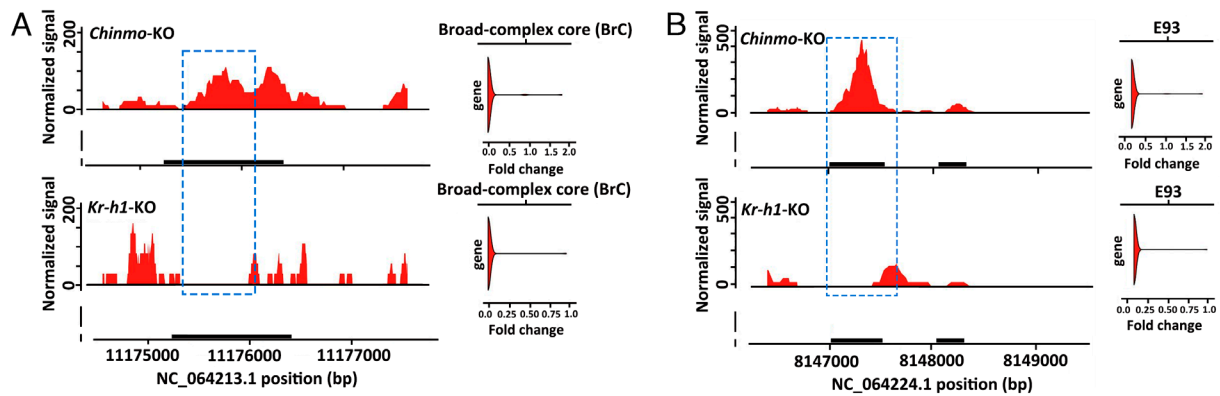 A
Normalized signal
200
0
Chinmo-KO
Broad-complex core (BrC)
gene
0.0 0.5 1.0 1.5 2.0
Fold change
Normalized signal
200
0
Kr-h1-KO
Broad-complex core (BrC)
gene
0.0 0.25 0.50 0.75 1.0
Fold change
11175000 11176000 11177000
NC_064213.1 position (bp)
B
Normalized signal
500
0
Chinmo-KO
E93
gene
0.0 0.5 1.0 1.5 2.0
Fold change
Normalized signal
500
0
Kr-h1-KO
E93
gene
0.0 0.25 0.50 0.75 1.0
Fold change
8147000 8148000 8149000
NC_064224.1 position (bp)